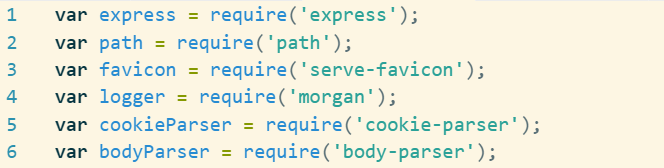 1 var express = require('express');
2 var path = require('path');
3 var favicon = require('serve-favicon');
4 var logger = require('morgan');
5 var cookieParser = require('cookie-parser');
6 var bodyParser = require('body-parser');